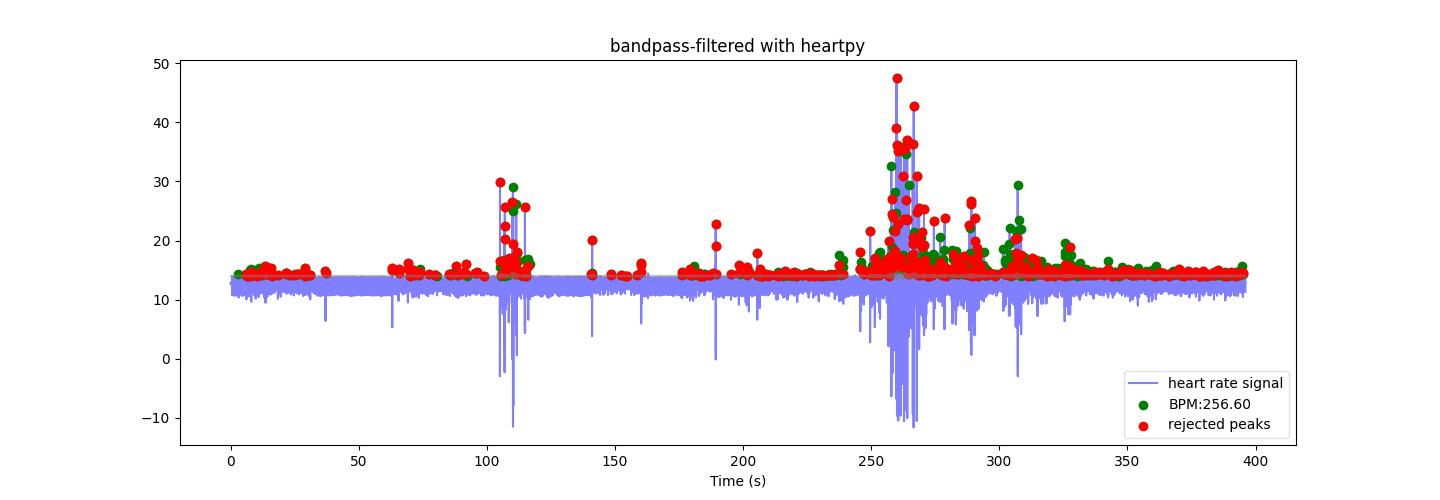 bandpass-filtered with heartpy
50
40
30
20
10
0
−10
0 50 100 150 200 250 300 350 400
Time (s)
heart rate signal
BPM:256.60
rejected peaks